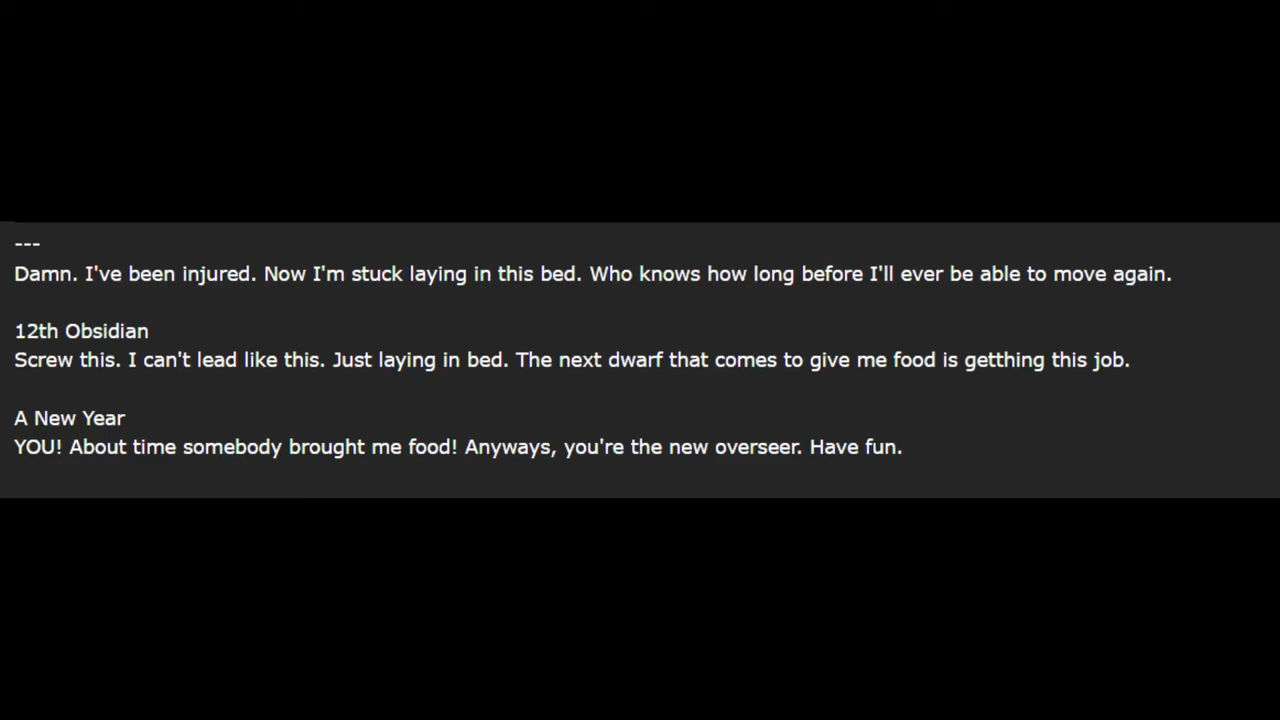 ---
Damn. I've been injured. Now I'm stuck laying in this bed. Who knows how long before I'll ever be able to move again.
12th Obsidian
Screw this. I can't lead like this. Just laying in bed. The next dwarf that comes to give me food is getthing this job.
A New Year
YOU! About time somebody brought me food! Anyways, you're the new overseer. Have fun.